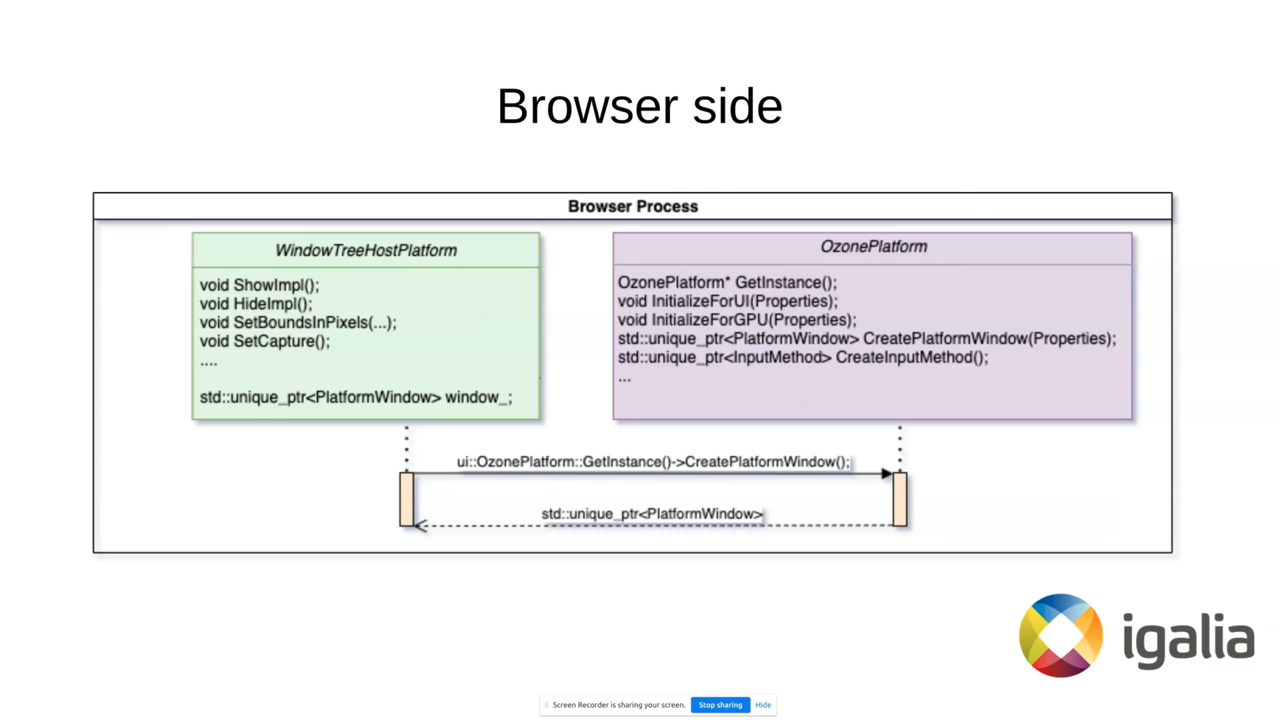 Browser side
Browser Process
WindowTreeHostPlatform
void ShowImpl();
void HideImpl();
void SetBoundsInPixels(...);
void SetCapture();
....
std::unique_ptr<PlatformWindow> window_;
OzonePlatform
OzonePlatform* GetInstance();
void InitializeForUI(Properties);
void InitializeForGPU(Properties);
std::unique_ptr<PlatformWindow> CreatePlatformWindow(Properties);
std::unique_ptr<InputMethod> CreateInputMethod();
...
ui::OzonePlatform::GetInstance()->CreatePlatformWindow();
std::unique_ptr<PlatformWindow>
igalia
Screen Recorder is sharing your screen. Stop sharing Hide